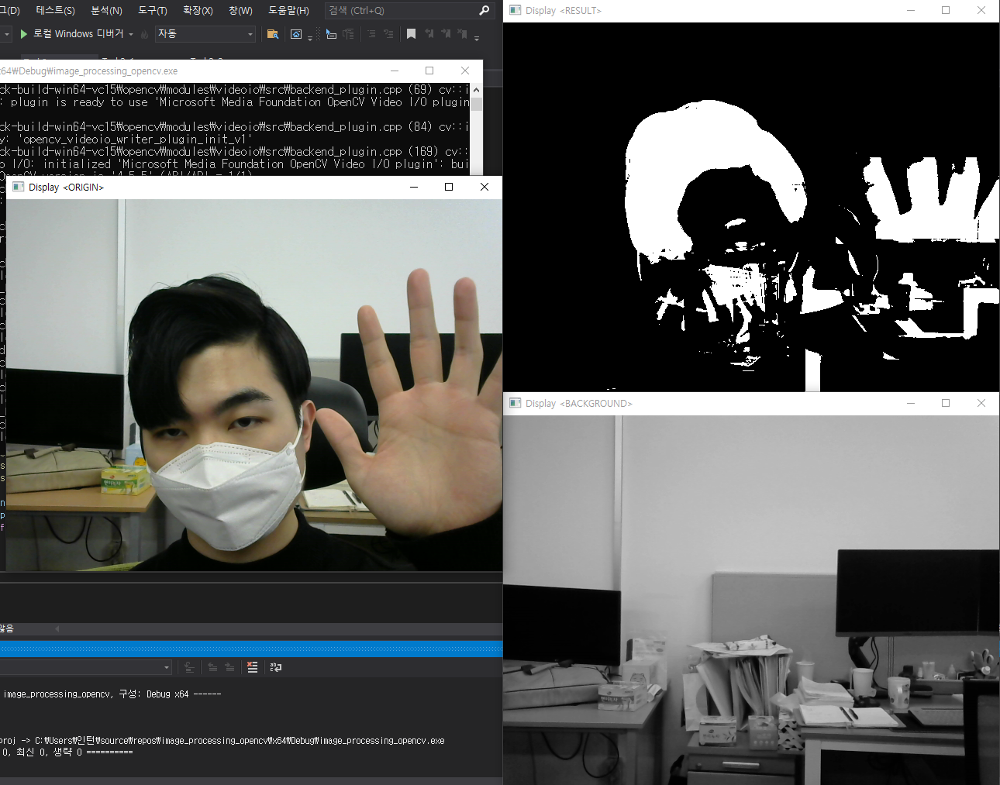 그(D) 테스트(S) 분석(N) 도구(T) 확장(X) 창(W) 도움말(H) 검색 (Ctrl+Q)
로컬 Windows 디버거 자동
x64₩Debug₩image_processing_opencv.exe
ck-build-win64-vc15₩opencv₩modules₩videoio₩src₩backend_plugin.cpp (69) cv::i
: plugin is ready to use 'Microsoft Media Foundation OpenCV Video I/O plugin
ck-build-win64-vc15₩opencv₩modules₩videoio₩src₩backend_plugin.cpp (84) cv::i
y: 'opencv_videoio_writer_plugin_init_v1'
ck-build-win64-vc15₩opencv₩modules₩videoio₩src₩backend_plugin.cpp (169) cv::
o I/O: initialized 'Microsoft Media Foundation OpenCV Video I/O plugin': bui
Display <ORIGIN>
않음
image_processing_opencv, 구성: Debug x64 ------
proj -> C:₩Users₩인턴₩source₩repos₩image_processing_opencv₩x64₩Debug₩image_processing_opencv.exe
0, 최신 0, 생략 0 ==========
Display <RESULT>
Display <BACKGROUND>